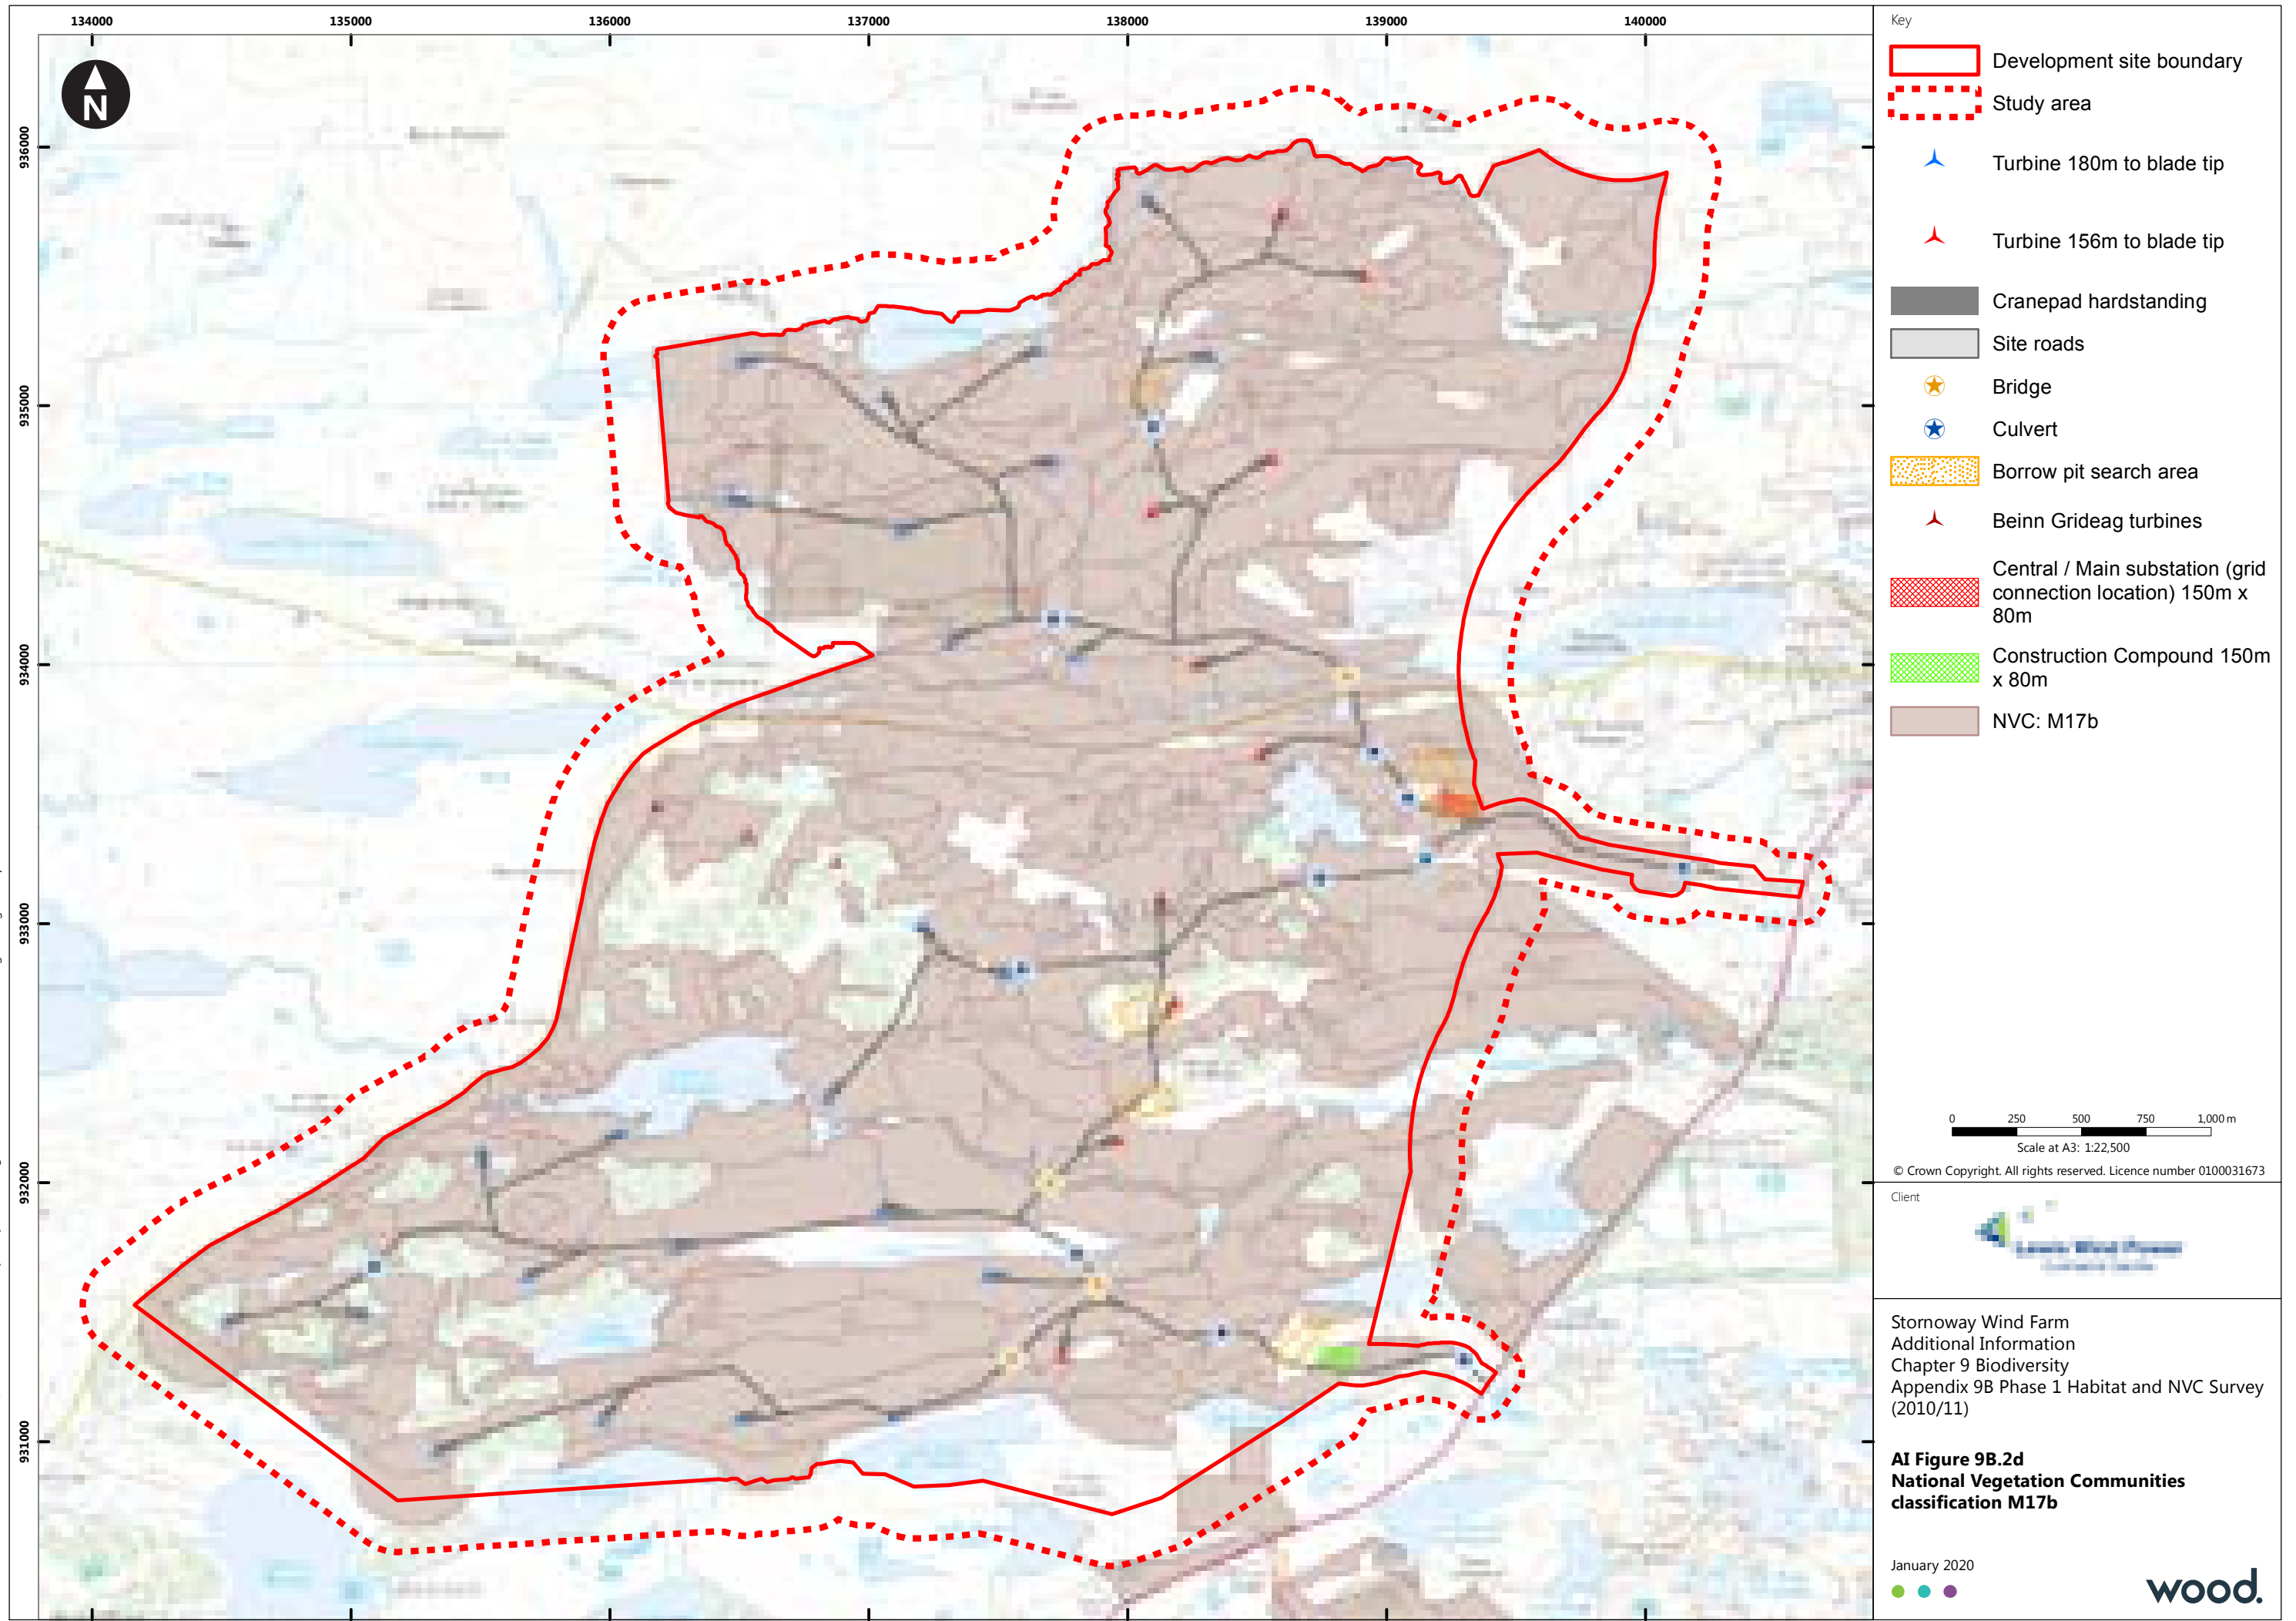 134000 135000 136000 137000 138000 139000 140000
936000
935000
934000
933000
932000
931000
N
Key
Development site boundary
Study area
Turbine 180m to blade tip
Turbine 156m to blade tip
Cranepad hardstanding
Site roads
Bridge
Culvert
Borrow pit search area
Beinn Grideag turbines
Central / Main substation (grid
connection location) 150m x
80m
Construction Compound 150m
x 80m
NVC: M17b
0 250 500 750 1,000 m
Scale at A3: 1:22,500
© Crown Copyright. All rights reserved. Licence number 0100031673
Client
Lewis Wind Power
Stornoway Wind Farm
Additional Information
Chapter 9 Biodiversity
Appendix 9B Phase 1 Habitat and NVC Survey
(2010/11)
AI Figure 9B.2d
National Vegetation Communities
classification M17b
January 2020
wood.